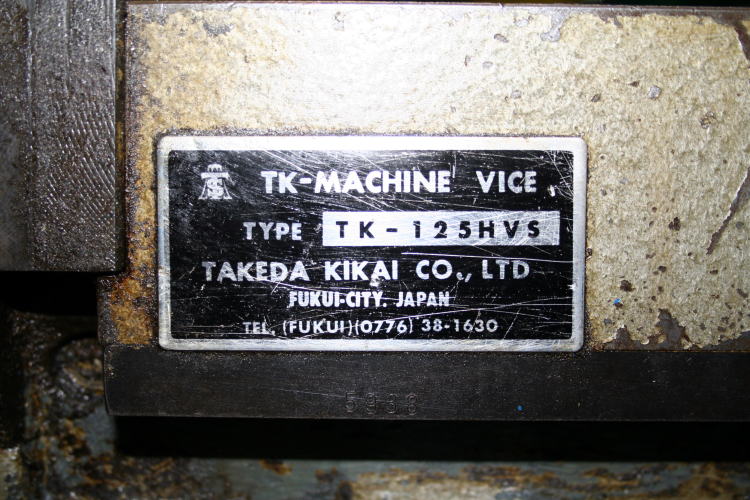 TK-MACHINE VICE
TYPE TK-125HVS
TAKEDA KIKAI CO., LTD
FUKUI-CITY. JAPAN
TEL. (FUKUI)(0776) 38-1630